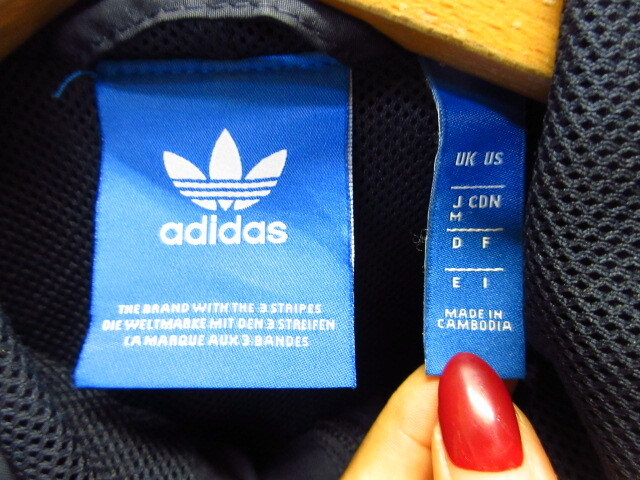 adidas
THE BRAND WITH THE 3 STRIPES
DIE WELTMARKE MIT DEN 3 STREIFEN
LA MARQUE AUX 3 BANDES
UK US
J CDN
M
D F
E I
MADE IN
CAMBODIA